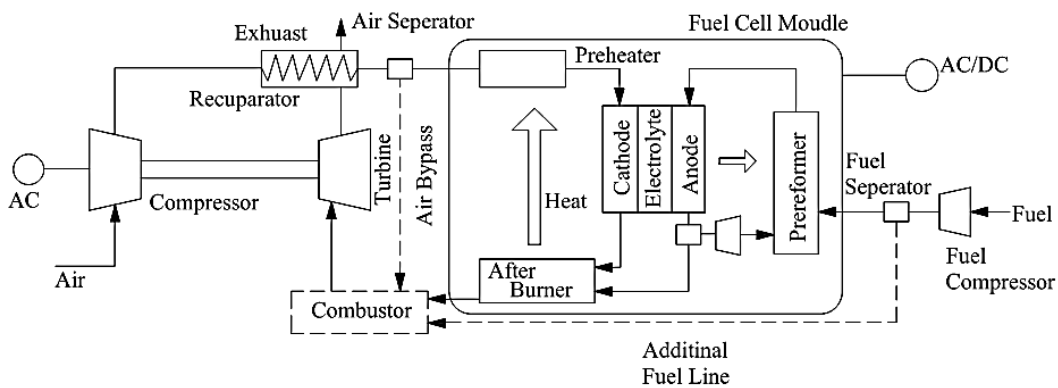 Exhuast
Air Seperator
Recuparator
Fuel Cell Moudle
Preheater
AC/DC
Cathode
Electrolyte
Anode
Prereformer
Fuel
Seperator
Fuel
Fuel
Compressor
AC
Compressor
Turbine
Air Bypass
Heat
Air
After
Burner
Combustor
Additinal
Fuel Line